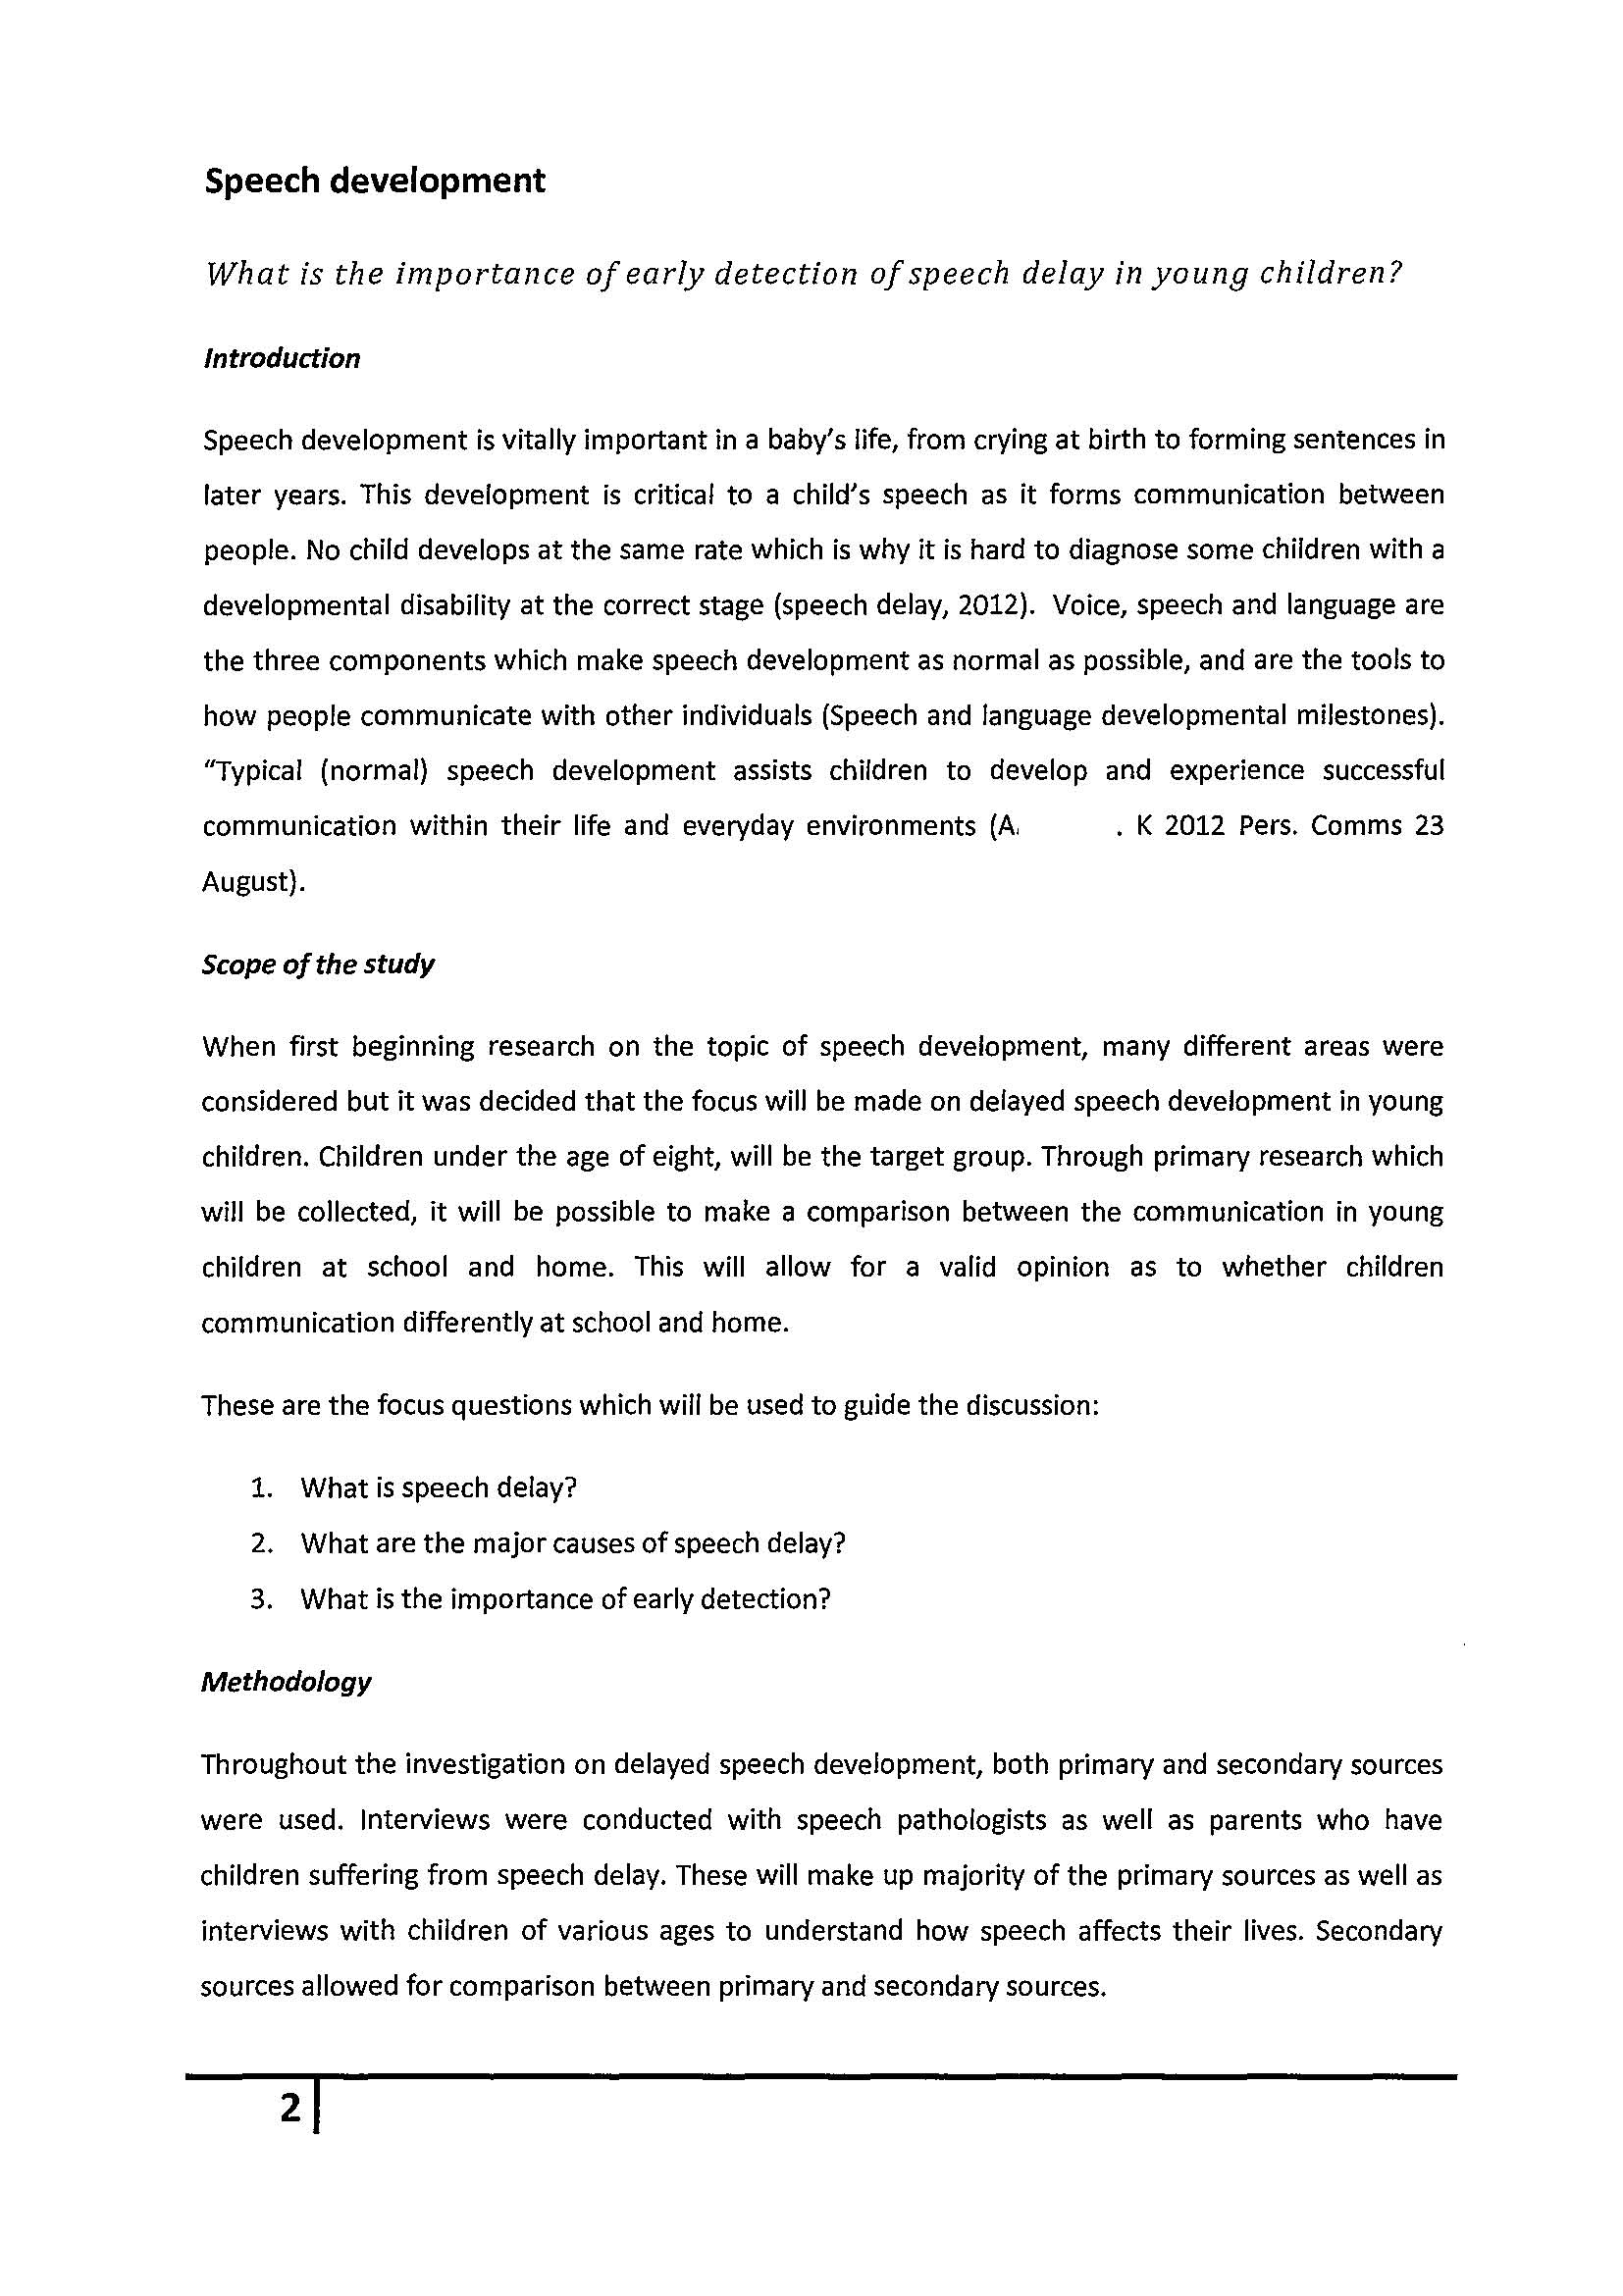 Speech development
What is the importance of early detection of speech delay in young children?
Introduction
Speech development is vitally important in a baby's life, from crying at birth to forming sentences in
later years. This development is critical to a child's speech as it forms communication between
people. No child develops at the same rate which is why it is hard to diagnose some children with a
developmental disability at the correct stage (speech delay, 2012). Voice, speech and language are
the three components which make speech development as normal as possible, and are the tools to
how people communicate with other individuals (Speech and language developmental milestones).
"Typical (normal) speech development assists children to develop and experience successful
communication within their life and everyday environments (A. . K 2012 Pers. Comms 23
August).
Scope of the study
When first beginning research on the topic of speech development, many different areas were
considered but it was decided that the focus will be made on delayed speech development in young
children. Children under the age of eight, will be the target group. Through primary research which
will be collected, it will be possible to make a comparison between the communication in young
children at school and home. This will allow for a valid opinion as to whether children
communication differently at school and home.
These are the focus questions which will be used to guide the discussion:
1. What is speech delay?
2. What are the major causes of speech delay?
3. What is the importance of early detection?
Methodology
Throughout the investigation on delayed speech development, both primary and secondary sources
were used. Interviews were conducted with speech pathologists as well as parents who have
children suffering from speech delay. These will make up majority of the primary sources as well as
interviews with children of various ages to understand how speech affects their lives. Secondary
sources allowed for comparison between primary and secondary sources.
2